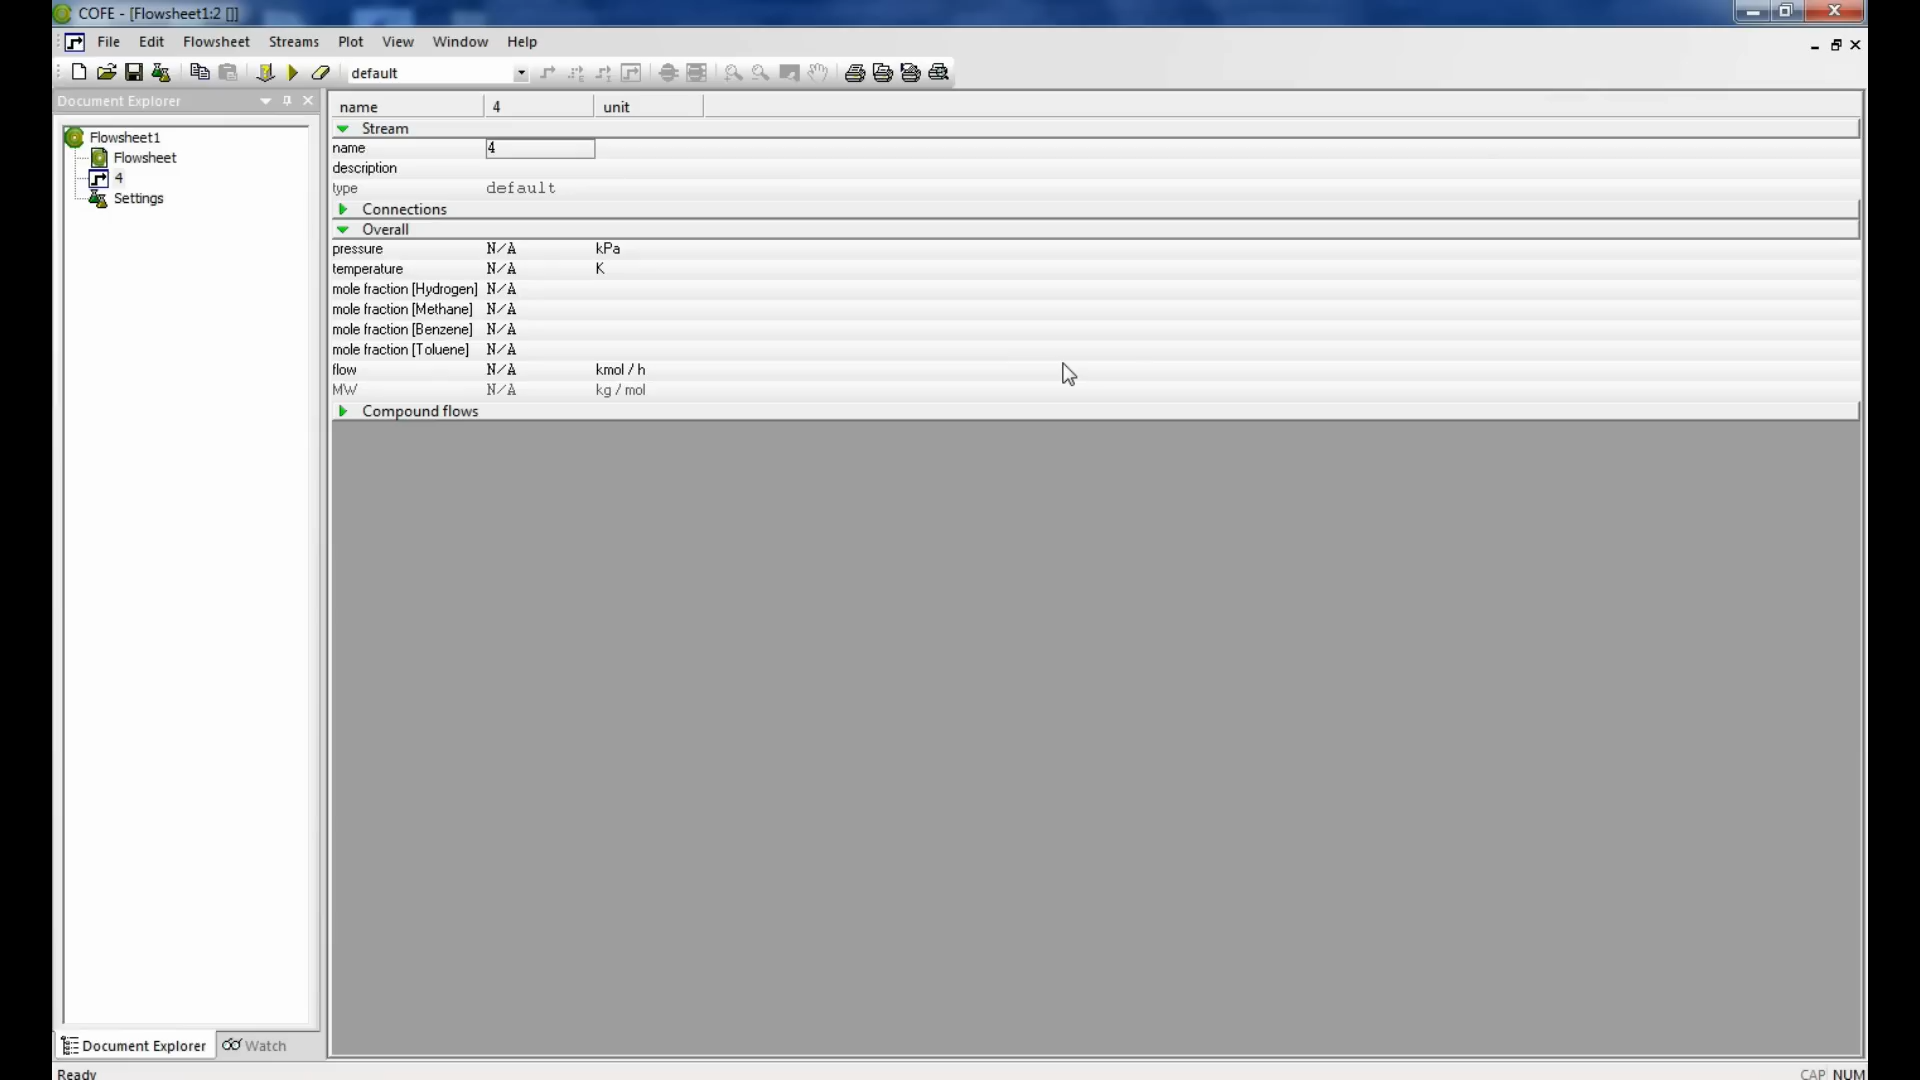 COFE - [Flowsheet1:2 []]
File Edit Flowsheet Streams Plot View Window Help
default
Document Explorer
Flowsheet1
Flowsheet
4
Settings
name 4 unit
Stream
name 4
description
type default
Connections
Overall
pressure N/A kPa
temperature N/A K
mole fraction [Hydrogen] N/A
mole fraction [Methane] N/A
mole fraction [Benzene] N/A
mole fraction [Toluene] N/A
flow N/A kmol / h
MW N/A kg / mol
Compound flows
Document Explorer Watch
Ready CAP NUM